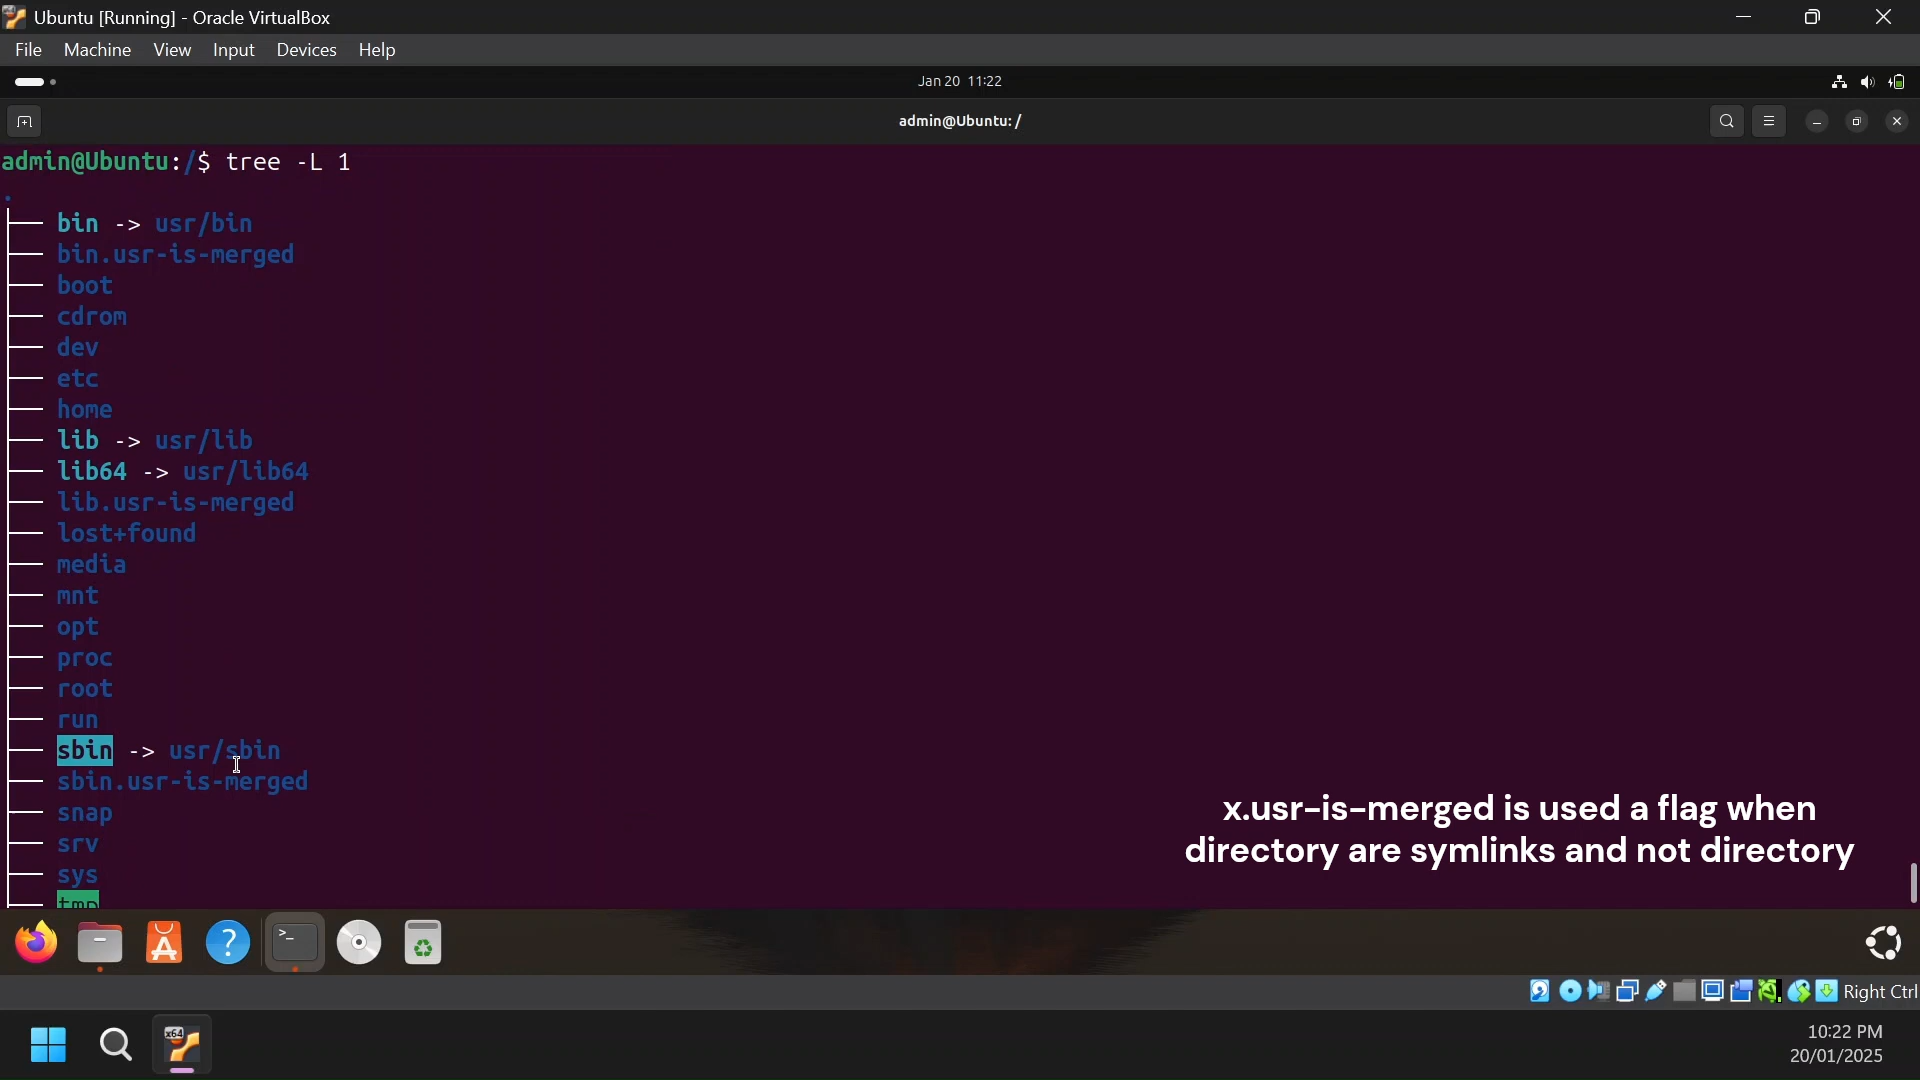 Ubuntu [Running] - Oracle VirtualBox
File Machine View Input Devices Help
Jan 20 11:22
admin@Ubuntu: /
admin@Ubuntu:/$ tree -L 1
.
├── bin -> usr/bin
├── bin.usr-is-merged
├── boot
├── cdrom
├── dev
├── etc
├── home
├── lib -> usr/lib
├── lib64 -> usr/lib64
├── lib.usr-is-merged
├── lost+found
├── media
├── mnt
├── opt
├── proc
├── root
├── run
├── sbin -> usr/sbin
├── sbin.usr-is-merged
├── snap
├── srv
├── sys
├── tmp
x.usr-is-merged is used a flag when
directory are symlinks and not directory
Right Ctrl
x64
10:22 PM
20/01/2025